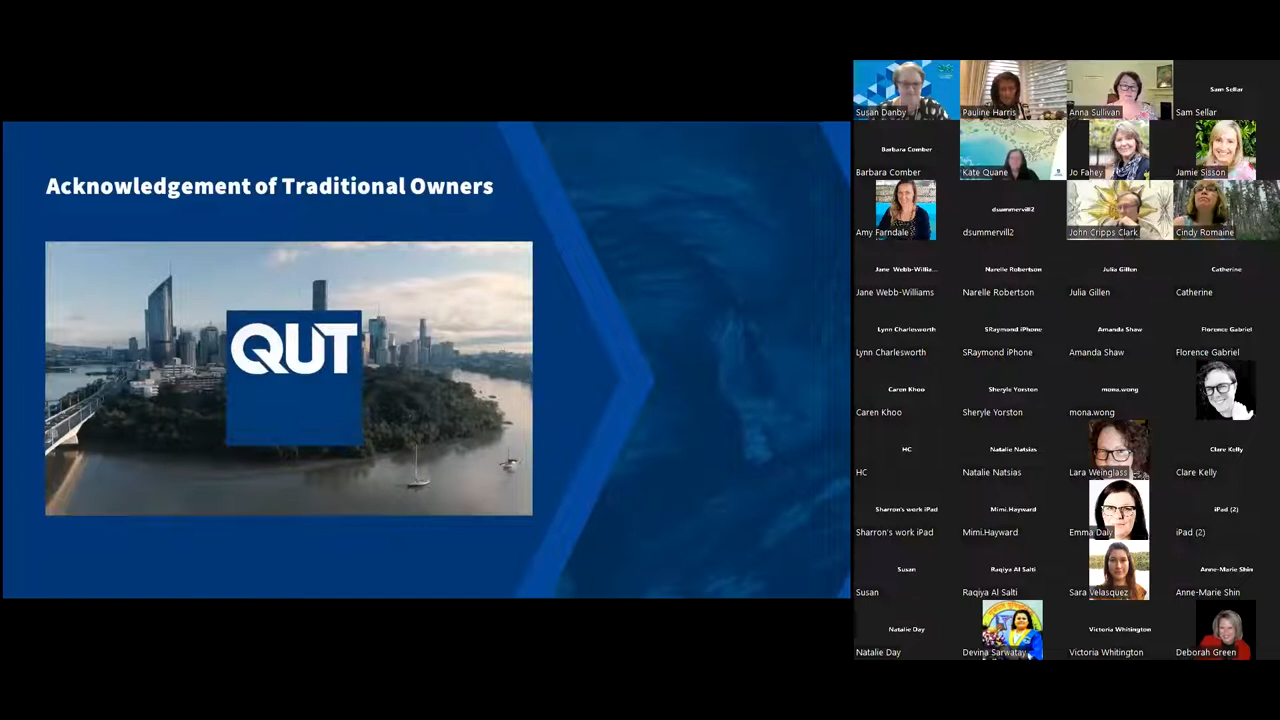 Acknowledgement of Traditional Owners
QUT
Susan Danby
Pauline Harris
Anna Sullivan
Sam Sellar
Sam Sellar
Barbara Comber
Barbara Comber
Kate Quane
Jo Fahey
Jamie Sisson
Amy Farndale
dsummervill2
dsummervill2
John Cripps Clark
Cindy Romaine
Jane Webb-Willia...
Jane Webb-Williams
Narelle Robertson
Narelle Robertson
Julia Gillen
Julia Gillen
Catherine
Catherine
Lynn Charlesworth
Lynn Charlesworth
SRaymond iPhone
SRaymond iPhone
Amanda Shaw
Amanda Shaw
Florence Gabriel
Florence Gabriel
Caren Khoo
Caren Khoo
Sheryle Yorston
Sheryle Yorston
mona.wong
mona.wong
HC
HC
Natalie Natsias
Natalie Natsias
Lara Weinglass
Clare Kelly
Clare Kelly
Sharron's work iPad
Sharron's work iPad
Mimi.Hayward
Mimi.Hayward
Emma Daly
iPad (2)
iPad (2)
Susan
Susan
Raqiya Al Salti
Raqiya Al Salti
Sara Velasquez
Anne-Marie Shin
Anne-Marie Shin
Natalie Day
Natalie Day
Devina Sarwatay
Victoria Whitington
Victoria Whitington
Deborah Green